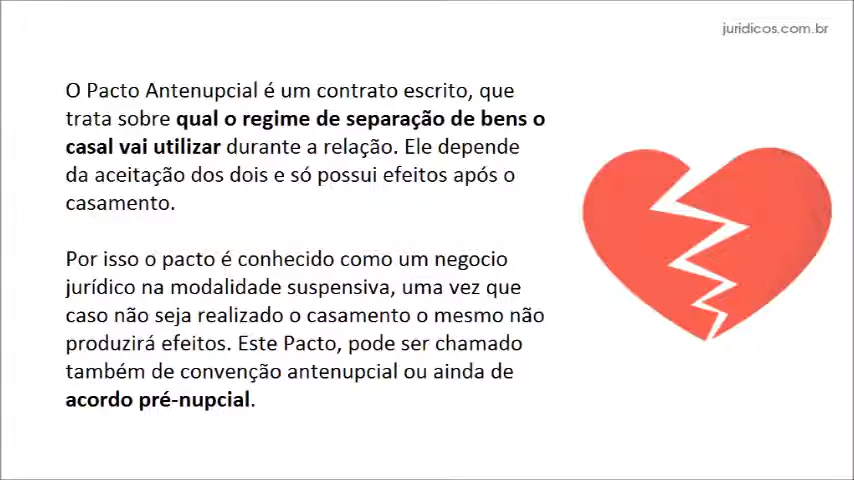 juridicos.com.br
O Pacto Antenupcial é um contrato escrito, que
trata sobre qual o regime de separação de bens o
casal vai utilizar durante a relação. Ele depende
da aceitação dos dois e só possui efeitos após o
casamento.
Por isso o pacto é conhecido como um negocio
jurídico na modalidade suspensiva, uma vez que
caso não seja realizado o casamento o mesmo não
produzirá efeitos. Este Pacto, pode ser chamado
também de convenção antenupcial ou ainda de
acordo pré-nupcial.